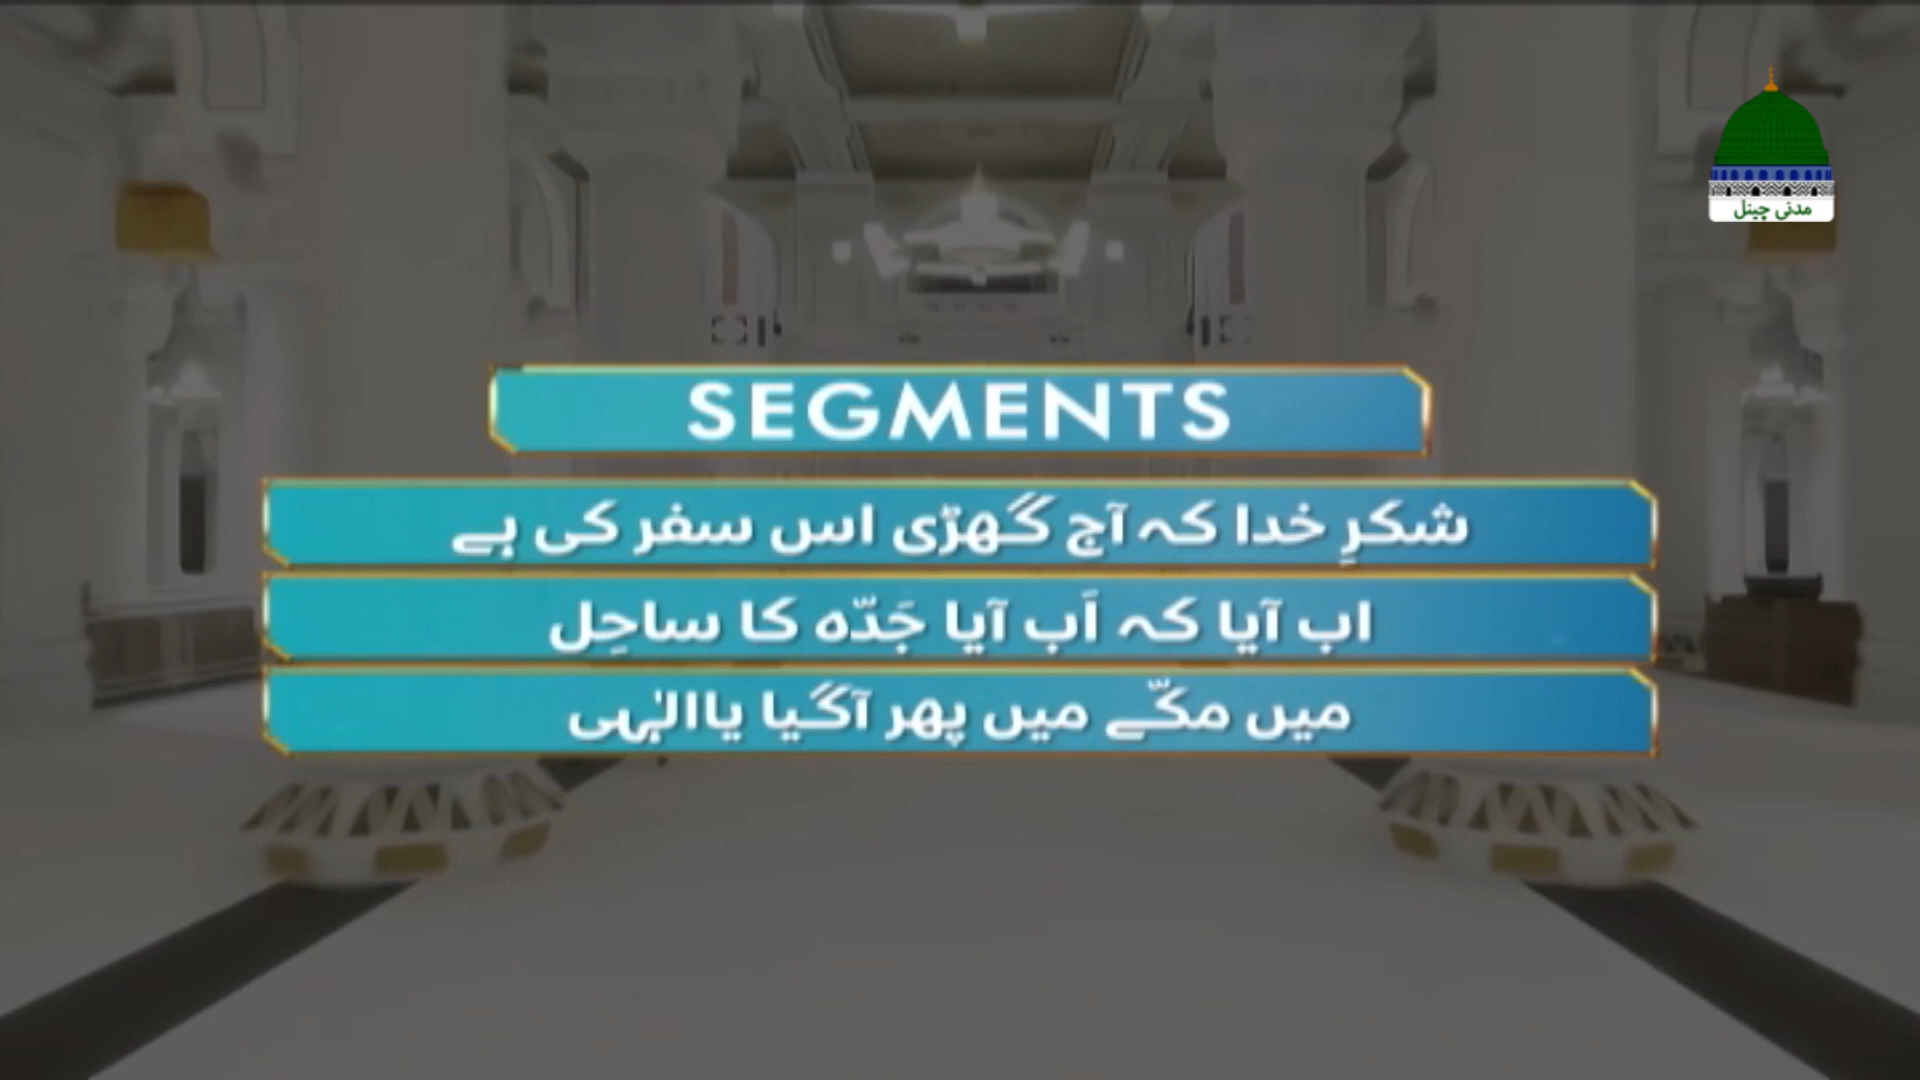 مدنی چینل
SEGMENTS
شکرِ خدا کہ آج گھڑی اس سفر کی ہے
اب آیا کہ اَب آیا جَدّہ کا ساحِل
میں مکّے میں پھر آگیا یاالٰہی